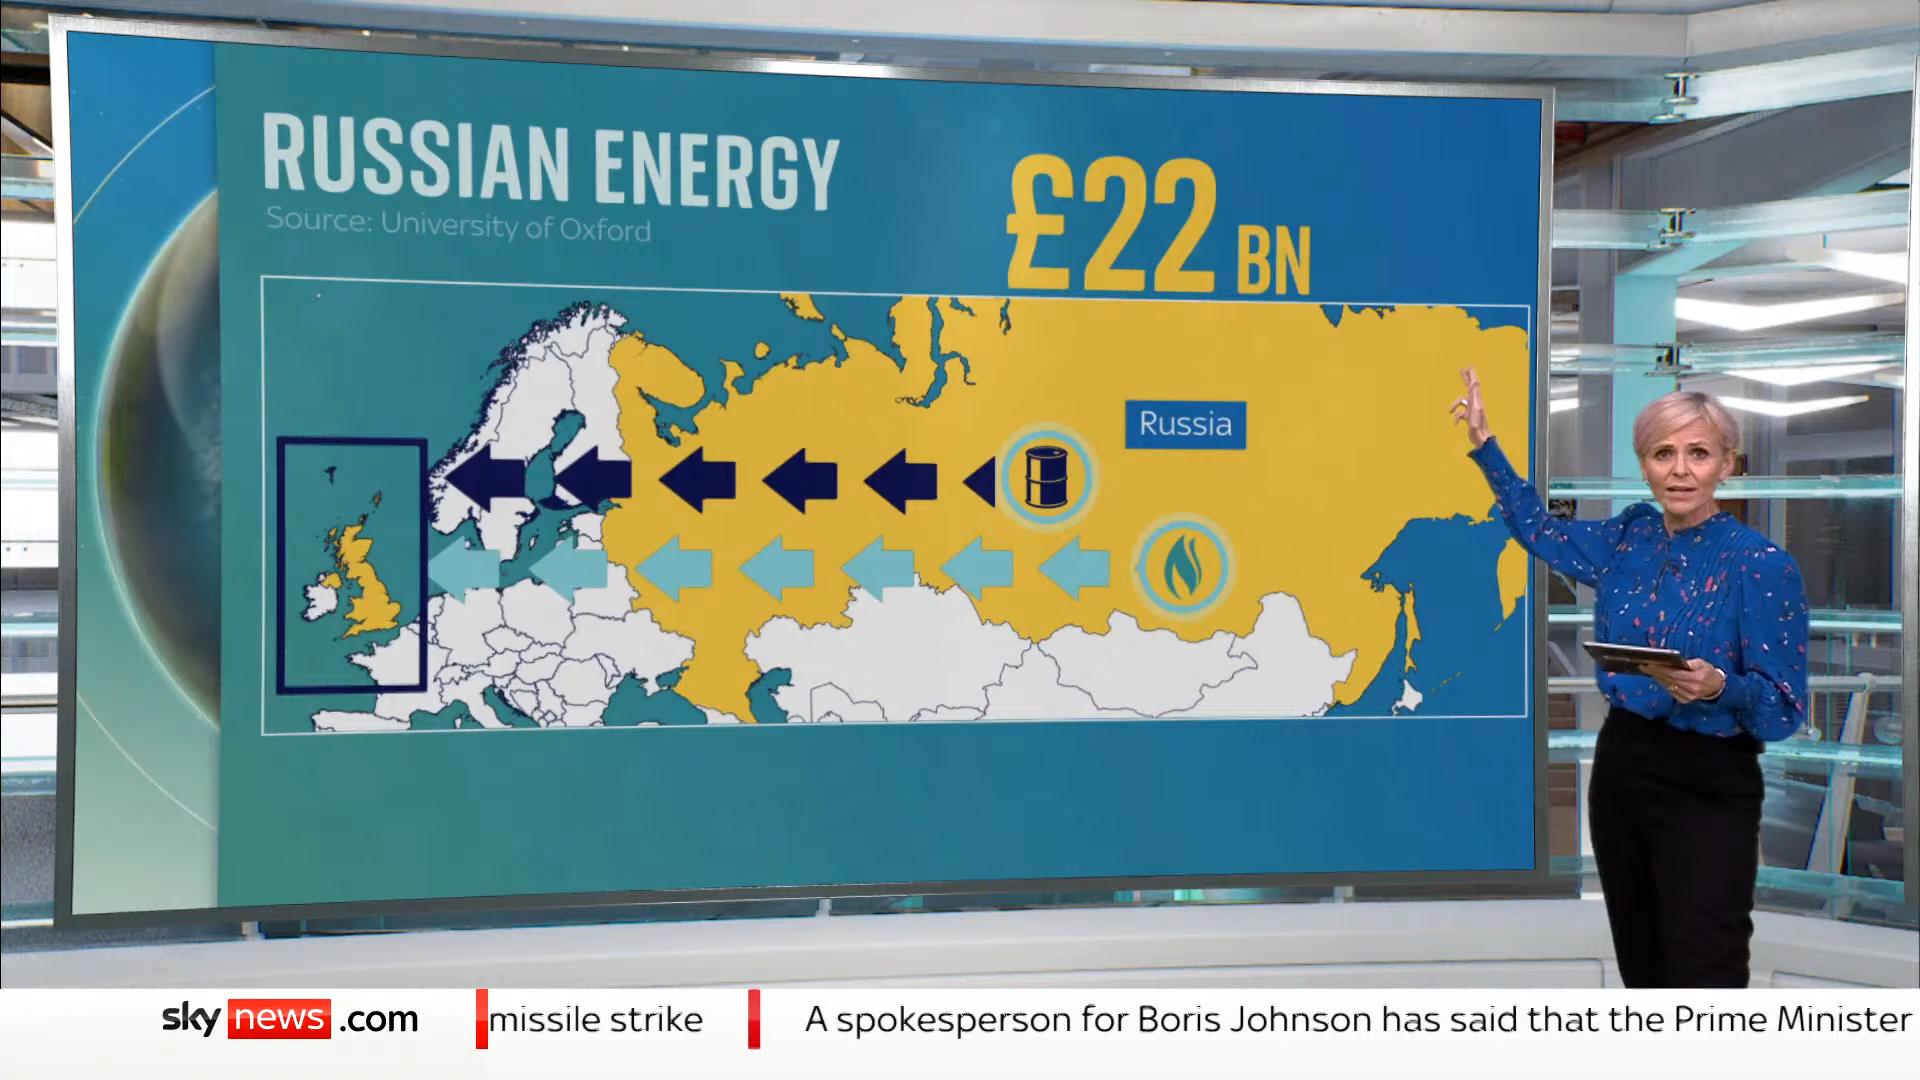 RUSSIAN ENERGY
Source: University of Oxford
£22 BN
Russia
sky news .com
missile strike
A spokesperson for Boris Johnson has said that the Prime Minister